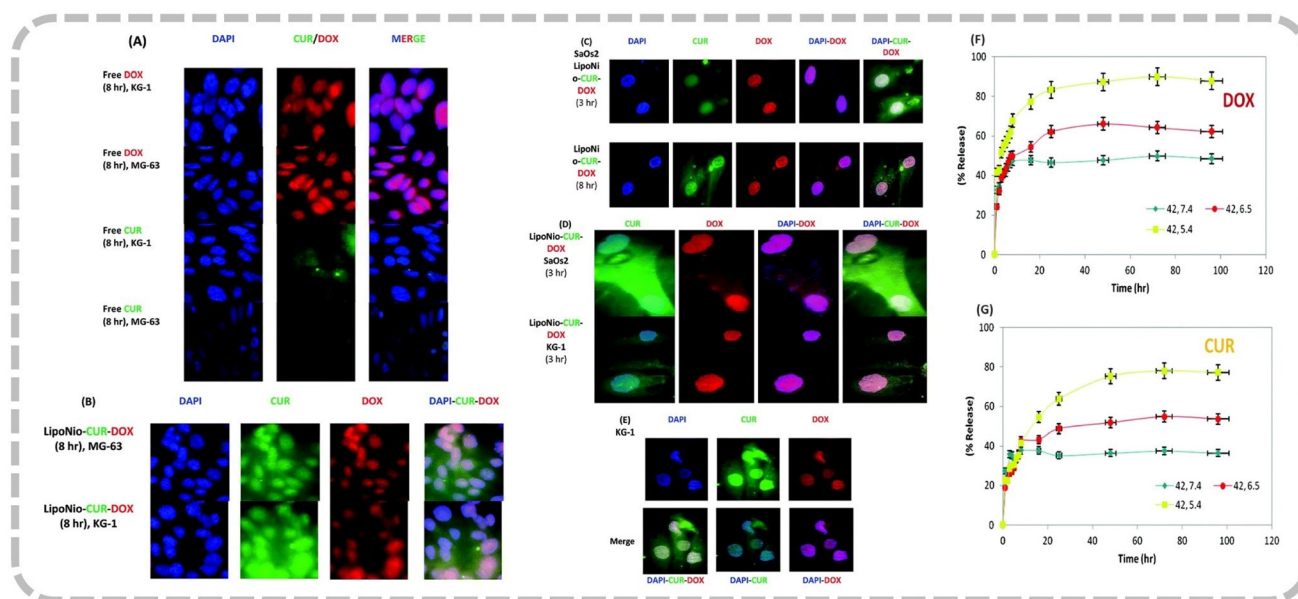 (A)
DAPI CUR/DOX MERGE
Free DOX
(8 hr), KG-1
Free DOX
(8 hr), MG-63
Free CUR
(8 hr), KG-1
Free CUR
(8 hr), MG-63
(B)
DAPI CUR DOX DAPI-CUR-DOX
LipoNio-CUR-DOX
(8 hr), MG-63
LipoNio-CUR-DOX
(8 hr), KG-1
(C)
DAPI CUR DOX DAPI-DOX DAPI-CUR-
DOX
SaOs2
LipoNi
o-CUR-
DOX
(3 hr)
LipoNi
o-CUR-
DOX
(8 hr)
(D)
CUR DOX DAPI-DOX DAPI-CUR-DOX
LipoNio-CUR-
DOX
SaOs2
(3 hr)
LipoNio-CUR-
DOX
KG-1
(3 hr)
(E)
KG-1
DAPI CUR DOX
Merge
DAPI-CUR-DOX DAPI-CUR DAPI-DOX
(F)
DOX
(% Release)
100
80
60
40
20
0
0 20 40 60 80 100 120
Time (hr)
42,7.4 42,6.5
42,5.4
(G)
CUR
(% Release)
100
80
60
40
20
0
0 20 40 60 80 100 120
Time (hr)
42,7.4 42,6.5
42,5.4